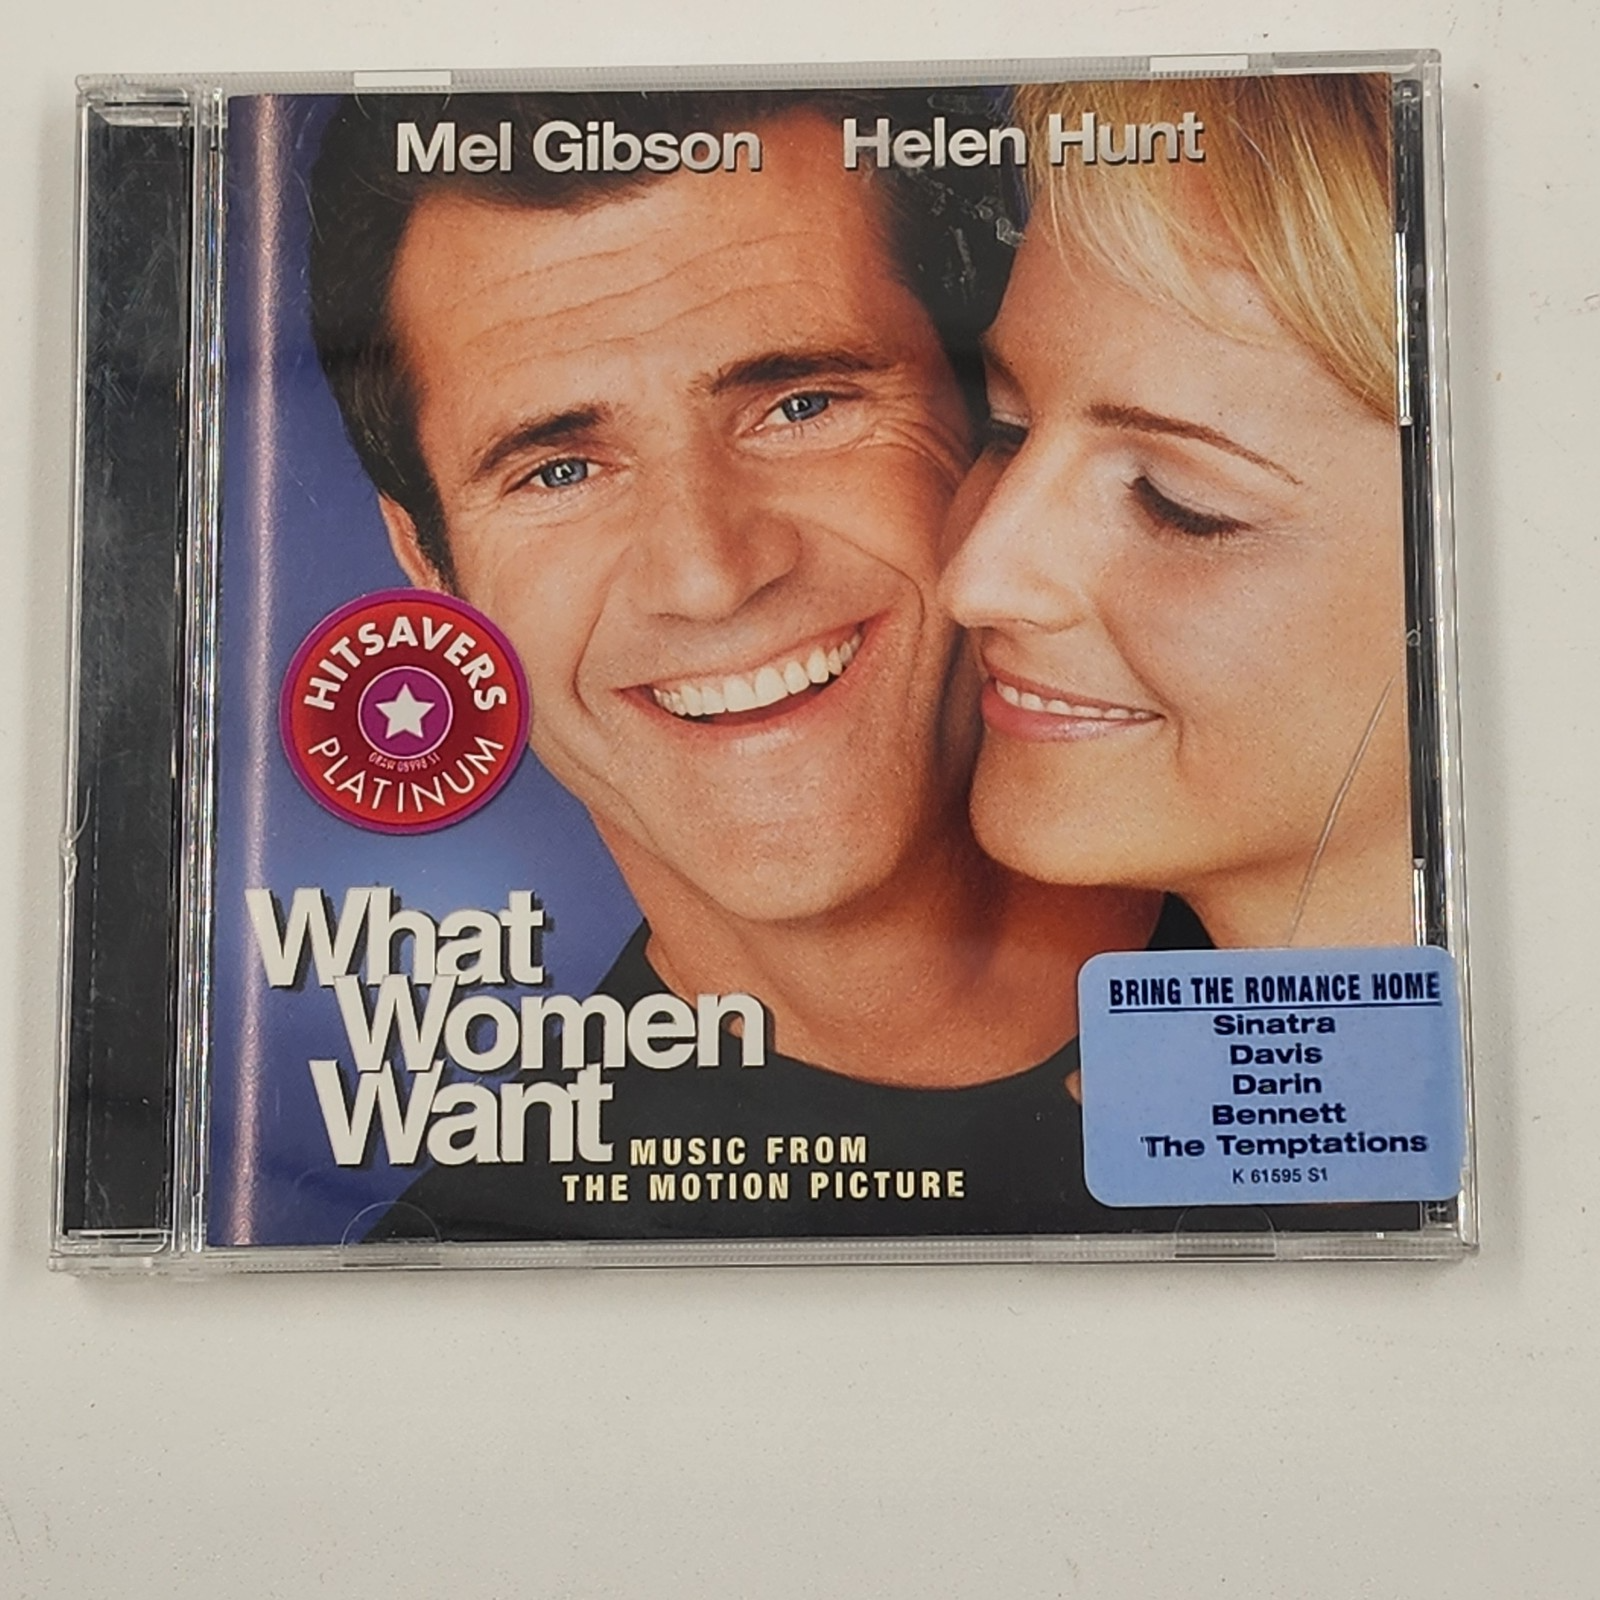 Mel Gibson Helen Hunt
HITSAVERS
PLATINUM
What
Women
Want
MUSIC FROM
THE MOTION PICTURE
BRING THE ROMANCE HOME
Sinatra
Davis
Darin
Bennett
The Temptations
K 61595 S1